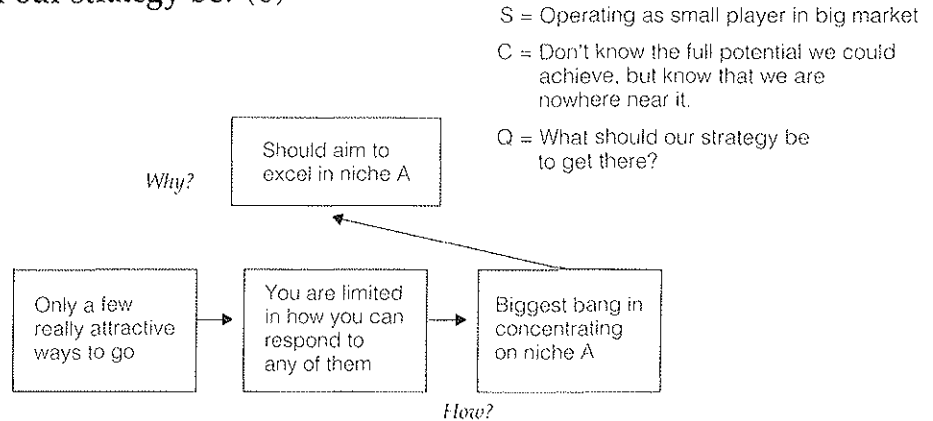 our strategy be?
S = Operating as small player in big market
C = Don't know the full potential we could
achieve, but know that we are
nowhere near it.
Q = What should our strategy be
to get there?
Should aim to
excel in niche A
Why?
Only a few
really attractive
ways to go
You are limited
in how you can
respond to
any of them
Biggest bang in
concentrating
on niche A
How?